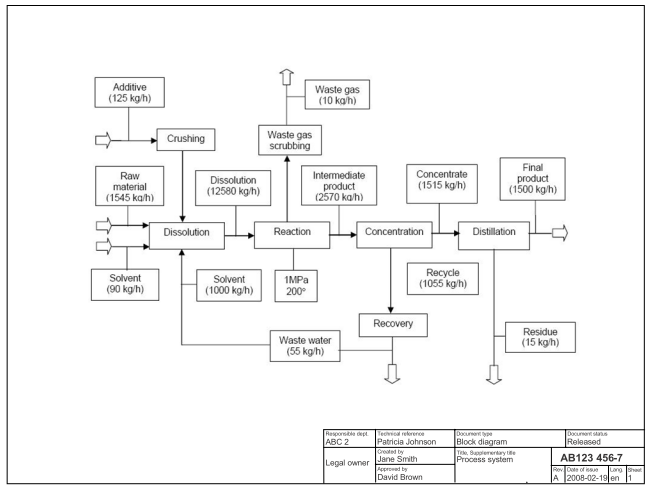 Additive
(125 kg/h)
Waste gas
(10 kg/h)
Crushing
Waste gas
scrubbing
Raw
material
(1545 kg/h)
Dissolution
(12580 kg/h)
Intermediate
product
(2570 kg/h)
Concentrate
(1515 kg/h)
Final
product
(1500 kg/h)
Dissolution
Reaction
Concentration
Distillation
Solvent
(90 kg/h)
Solvent
(1000 kg/h)
1MPa
200°
Recycle
(1055 kg/h)
Recovery
Waste water
(55 kg/h)
Residue
(15 kg/h)
Responsible dept.
ABC 2
Technical reference
Patricia Johnson
Document type
Block diagram
Document status
Released
Legal owner
Created by
Jane Smith
Approved by
David Brown
Title, Supplementary title
Process system
AB123 456-7
Rev.
A
Date of issue
2008-02-19
Lang.
en
Sheet
1